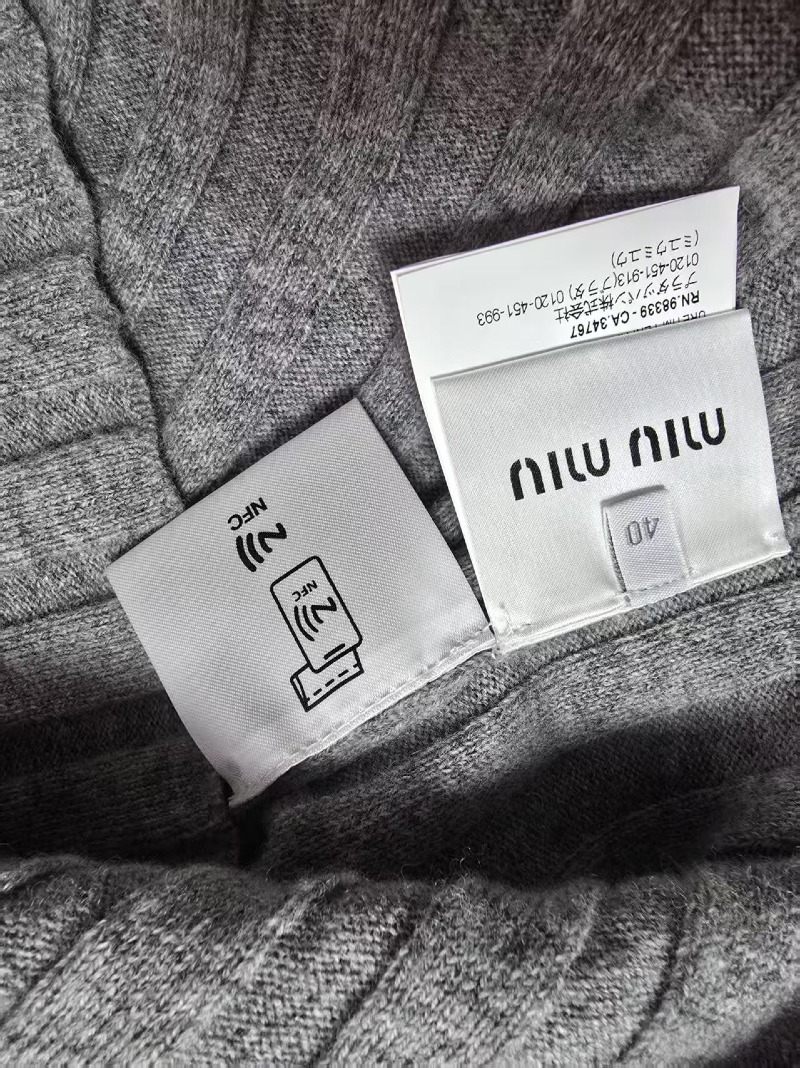 RN.98339 - CA.34767
プラダジャパン株式会社
0120-451-913(プラダ) 0120-451-993
(ミュウミュウ)
miu miu
40
NFC
NFC